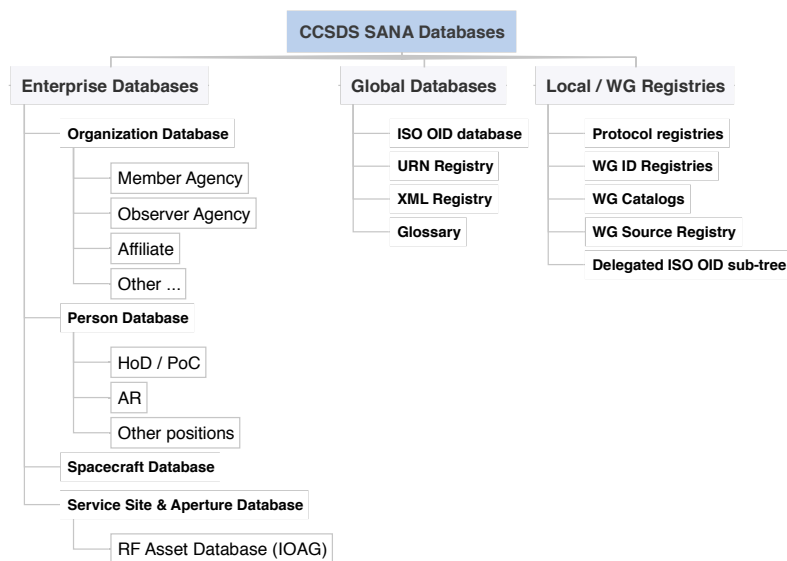 CCSDS SANA Databases
Enterprise Databases
Organization Database
Member Agency
Observer Agency
Affiliate
Other ...
Person Database
HoD / PoC
AR
Other positions
Spacecraft Database
Service Site & Aperture Database
RF Asset Database (IOAG)
Global Databases
ISO OID database
URN Registry
XML Registry
Glossary
Local / WG Registries
Protocol registries
WG ID Registries
WG Catalogs
WG Source Registry
Delegated ISO OID sub-tree